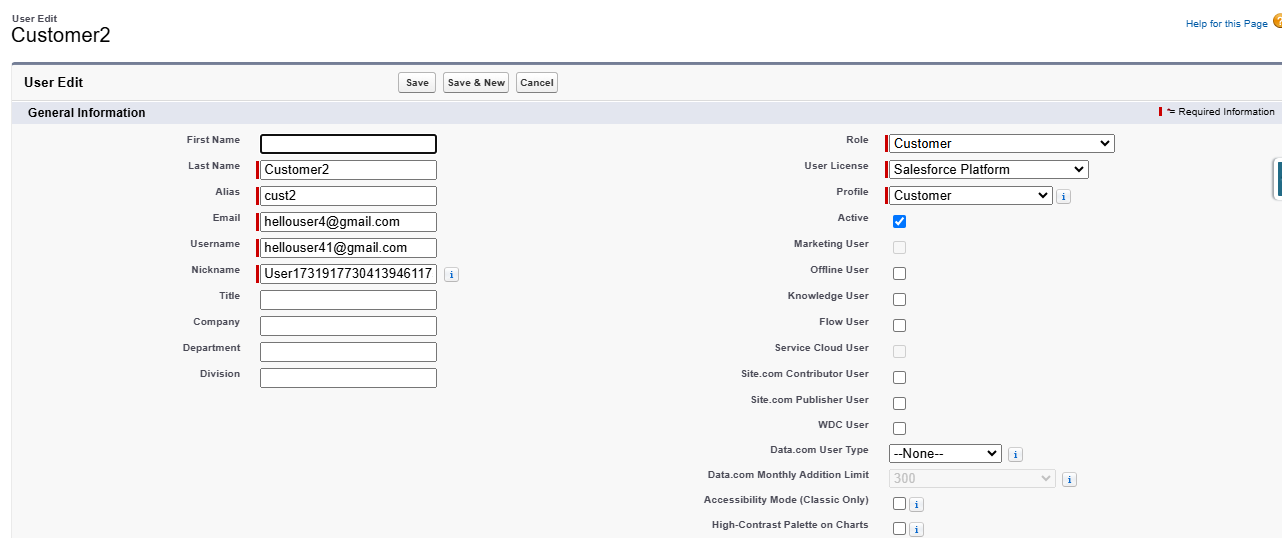 User Edit
Customer2
Help for this Page
User Edit
Save
Save & New
Cancel
General Information
= Required Information
First Name
Last Name Customer2
Alias cust2
Email hellouser4@gmail.com
Username hellouser41@gmail.com
Nickname User1731917730413946117 i
Title
Company
Department
Division
Role Customer
User License Salesforce Platform
Profile Customer i
Active
Marketing User
Offline User
Knowledge User
Flow User
Service Cloud User
Site.com Contributor User
Site.com Publisher User
WDC User
Data.com User Type --None-- i
Data.com Monthly Addition Limit 300 i
Accessibility Mode (Classic Only) i
High-Contrast Palette on Charts i